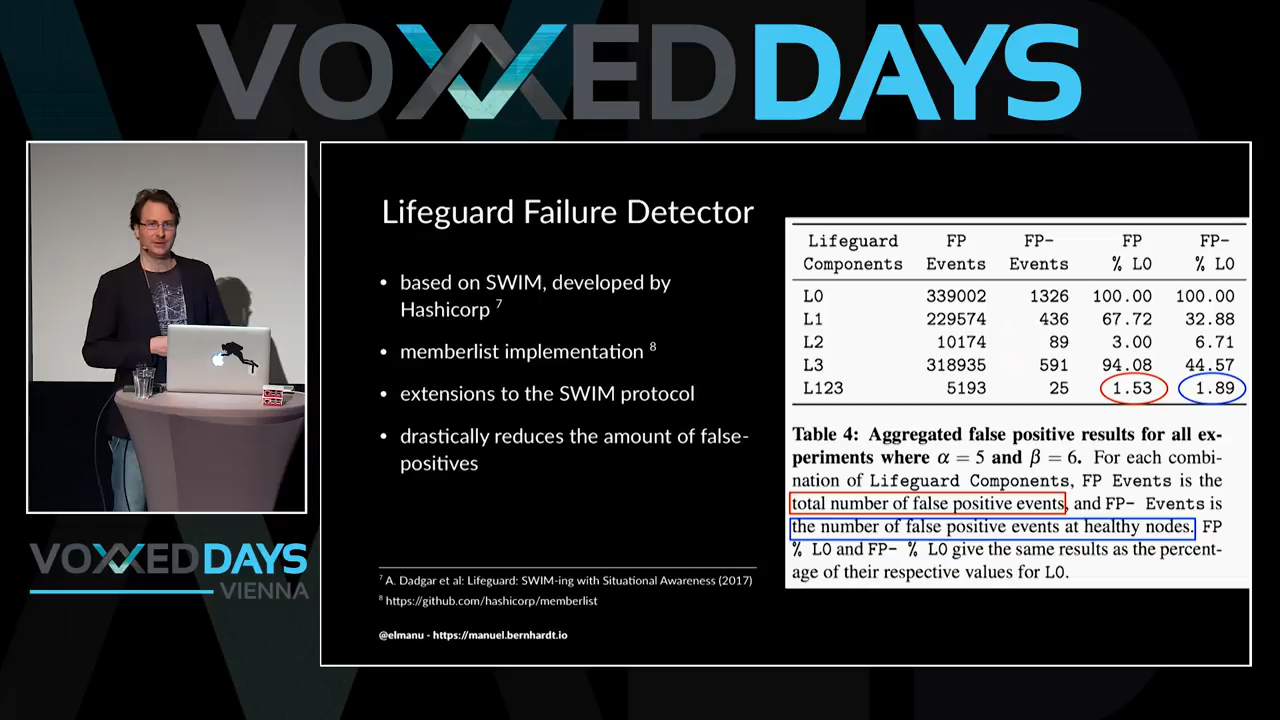 VOXXED DAYS
Lifeguard Failure Detector
• based on SWIM, developed by
Hashicorp 7
• memberlist implementation 8
• extensions to the SWIM protocol
• drastically reduces the amount of false-
positives
7 A. Dadgar et al: Lifeguard: SWIM-ing with Situational Awareness (2017)
8 https://github.com/hashicorp/memberlist
@elmanu - https://manuel.bernhardt.io
Lifeguard FP FP- FP FP-
Components Events Events % L0 % L0
L0 339002 1326 100.00 100.00
L1 229574 436 67.72 32.88
L2 10174 89 3.00 6.71
L3 318935 591 94.08 44.57
L123 5193 25 1.53 1.89
Table 4: Aggregated false positive results for all ex-
periments where α = 5 and β = 6. For each combi-
nation of Lifeguard Components, FP Events is the
total number of false positive events, and FP- Events is
the number of false positive events at healthy nodes. FP
% L0 and FP- % L0 give the same results as the percent-
age of their respective values for L0.
VOXXED DAYS
VIENNA